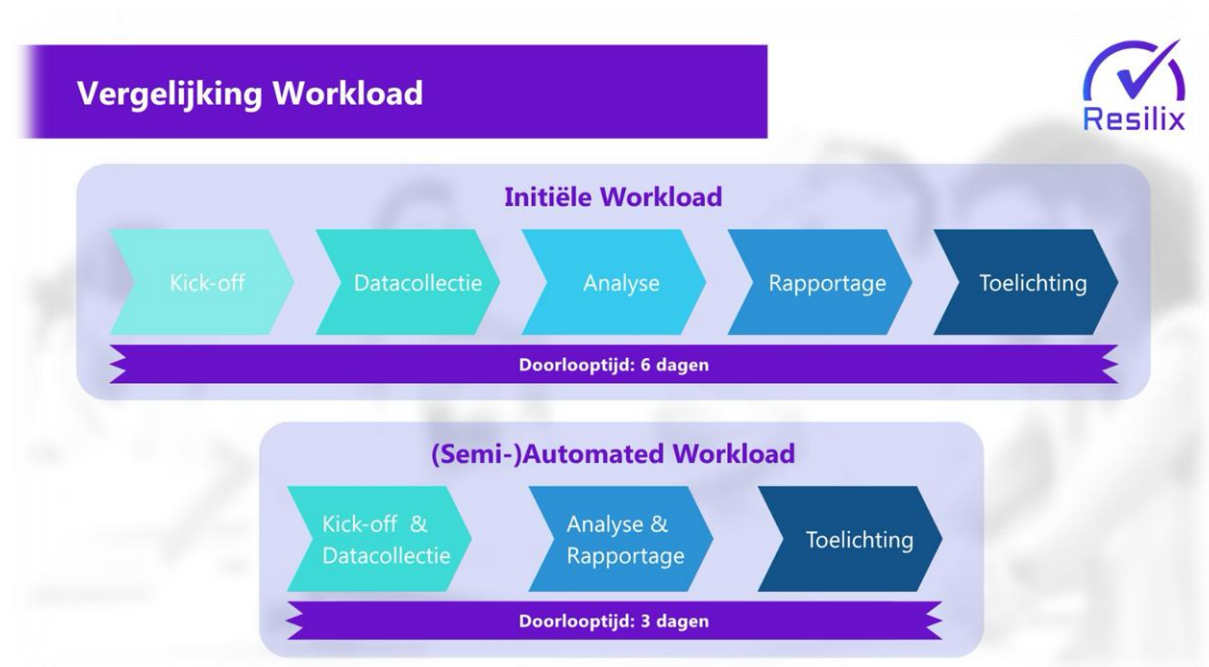 Vergelijking Workload
Resilix
Initiële Workload
Kick-off
Datacollectie
Analyse
Rapportage
Toelichting
Doorlooptijd: 6 dagen
(Semi-)Automated Workload
Kick-off &
Datacollectie
Analyse &
Rapportage
Toelichting
Doorlooptijd: 3 dagen